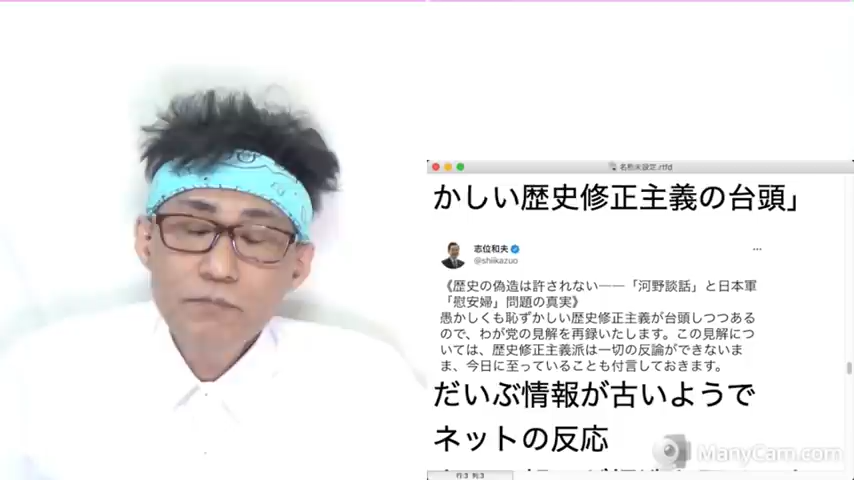 名称未設定.rtfd
かしい歴史修正主義の台頭」
志位和夫
@shiikazuo
《歴史の偽造は許されない――「河野談話」と日本軍
「慰安婦」問題の真実》
愚かしくも恥ずかしい歴史修正主義が台頭しつつある
ので、わが党の見解を再録いたします。この見解につ
いては、歴史修正主義派は一切の反論ができないま
ま、今日に至っていることも付言しておきます。
だいぶ情報が古いようで
ネットの反応
ManyCam.com
行:3 列:3